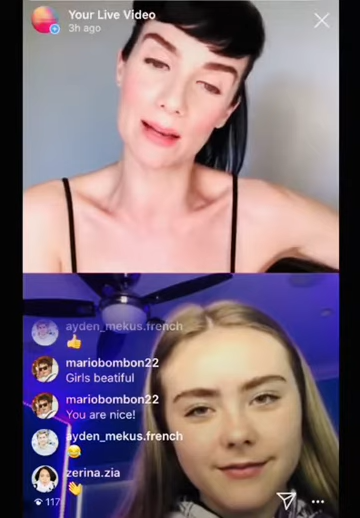 Your Live Video
3h ago
ayden_mekus.french
👍
mariobombon22
Girls beatiful
mariobombon22
You are nice!
ayden_mekus.french
😂
zerina.zia
👋
117